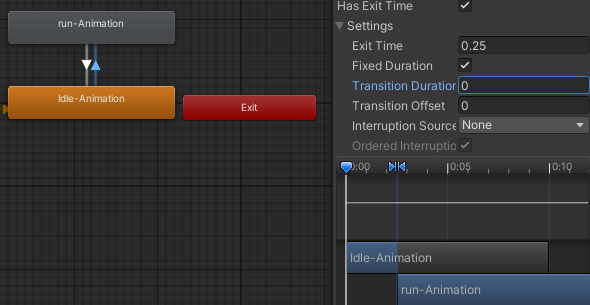 run-Animation
Idle-Animation
Exit
Has Exit Time
Settings
Exit Time 0.25
Fixed Duration
Transition Duration 0
Transition Offset 0
Interruption Source None
Ordered Interruptio
0:00 0:05 0:10
Idle-Animation
run-Animation